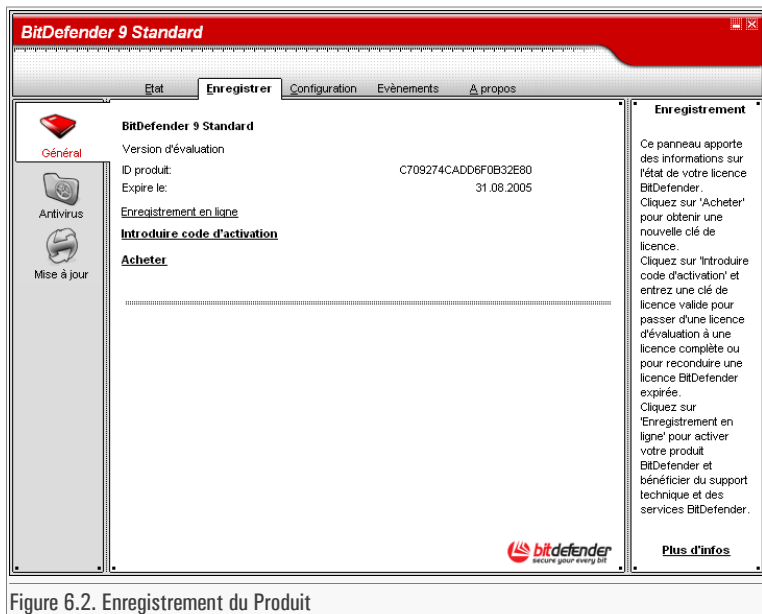 BitDefender 9 Standard
Etat Enregistrer Configuration Evènements A propos
Général
Antivirus
Mise à jour
BitDefender 9 Standard
Version d'évaluation
ID produit: C709274CADD6F0B32E80
Expire le: 31.08.2005
Enregistrement en ligne
Introduire code d'activation
Acheter
bitdefender
secure your every bit
Enregistrement
Ce panneau apporte
des informations sur
l'état de votre licence
BitDefender.
Cliquez sur 'Acheter'
pour obtenir une
nouvelle clé de
licence.
Cliquez sur 'Introduire
code d'activation' et
entrez une clé de
licence valide pour
passer d'une licence
d'évaluation à une
licence complète ou
pour reconduire une
licence BitDefender
expirée.
Cliquez sur
'Enregistrement en
ligne' pour activer
votre produit
BitDefender et
bénéficier du support
technique et des
services BitDefender.
Plus d'infos
Figure 6.2. Enregistrement du Produit